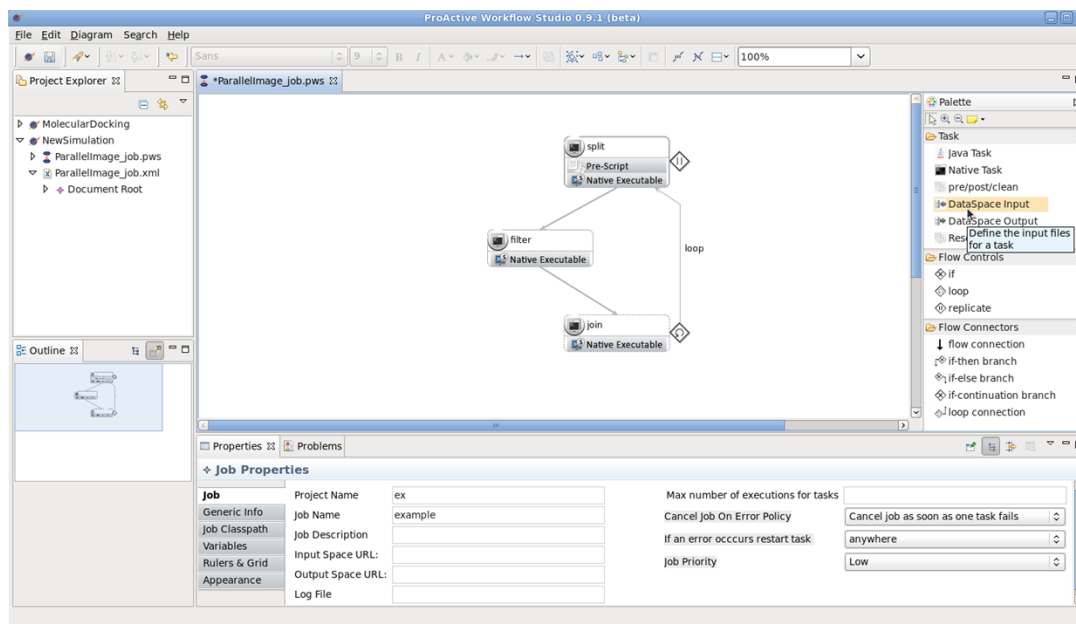 ProActive Workflow Studio 0.9.1 (beta)
File Edit Diagram Search Help
Sans 9 B I A 100%
Project Explorer
MolecularDocking
NewSimulation
ParallelImage_job.pws
ParallelImage_job.xml
Document Root
Outline
*ParallelImage_job.pws
split
Pre-Script
Native Executable
filter
Native Executable
loop
join
Native Executable
Palette
Task
Java Task
Native Task
pre/post/clean
DataSpace Input
DataSpace Output
Res
Define the input files
for a task
Flow Controls
if
loop
replicate
Flow Connectors
flow connection
if-then branch
if-else branch
if-continuation branch
loop connection
Properties Problems
Job Properties
Job
Generic Info
Job Classpath
Variables
Rulers & Grid
Appearance
Project Name ex
Job Name example
Job Description
Input Space URL:
Output Space URL:
Log File
Max number of executions for tasks
Cancel Job On Error Policy Cancel job as soon as one task fails
If an error occcurs restart task anywhere
Job Priority Low